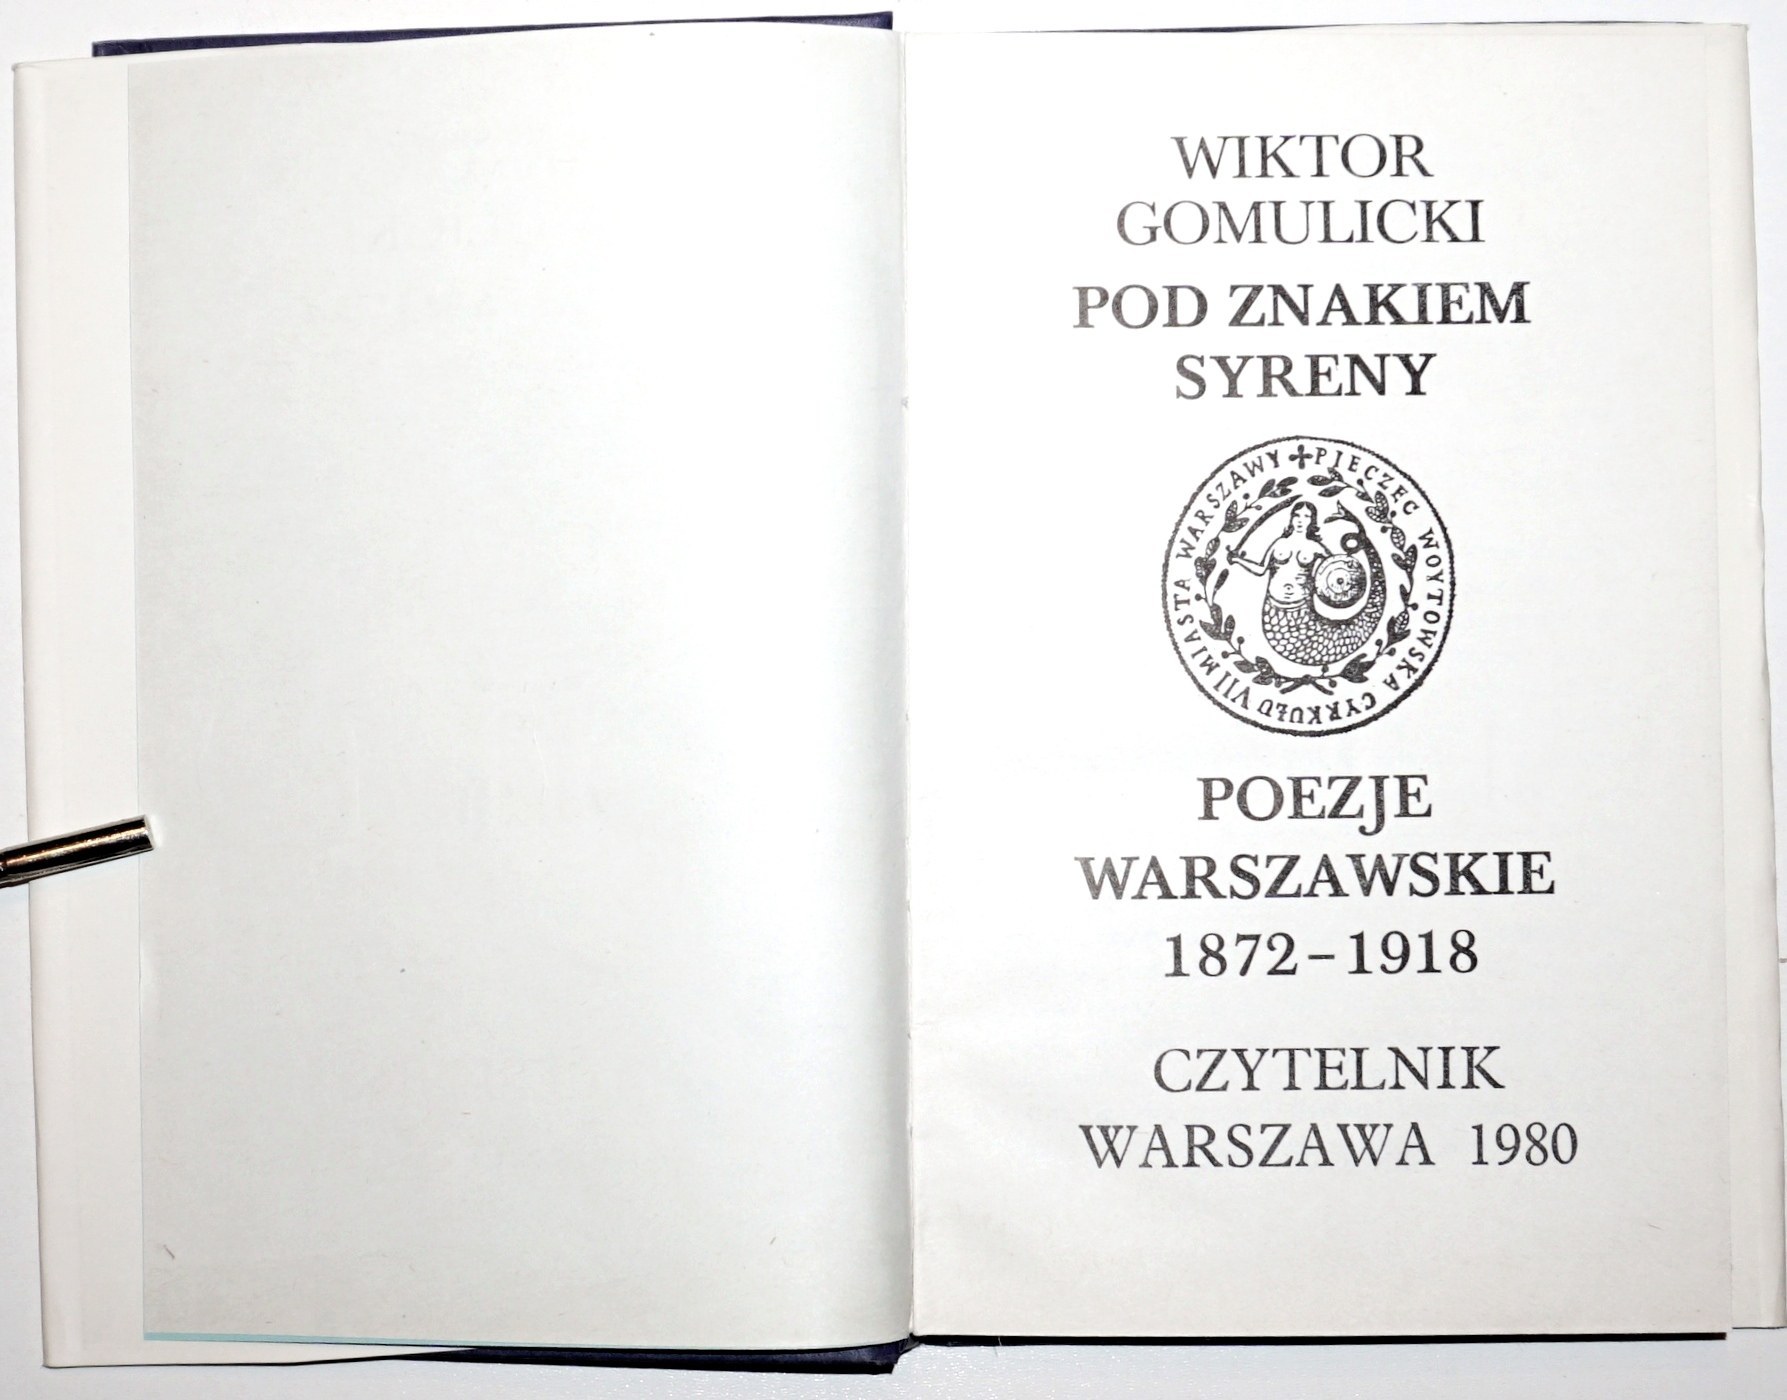 WIKTOR
GOMULICKI
POD ZNAKIEM
SYRENY
✚ PIECZĘC WOYTOWSKA CYRKUŁU VII MIASTA WARSZAWY
POEZJE
WARSZAWSKIE
1872–1918
CZYTELNIK
WARSZAWA 1980